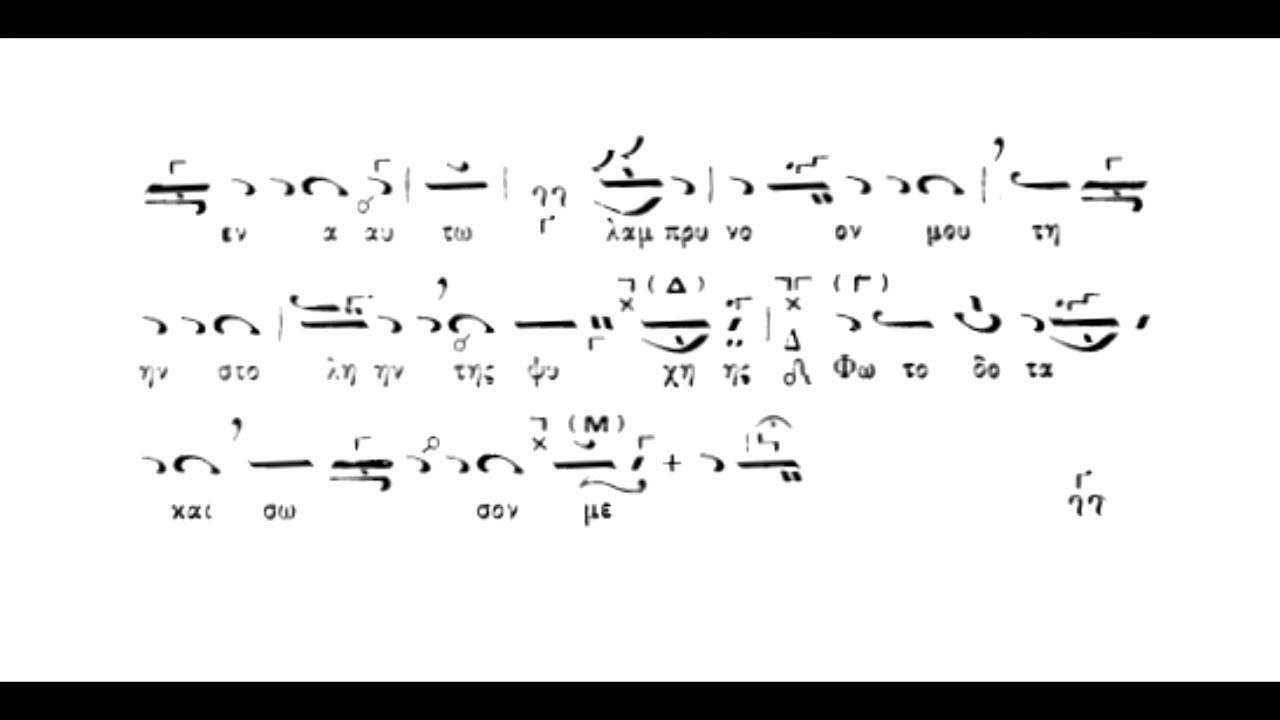 εν α αυ τω λαμ πρυ νο ον μου τη
ην στο λη ην της ψυ χη ης Φω το δο τα
και σω σον με